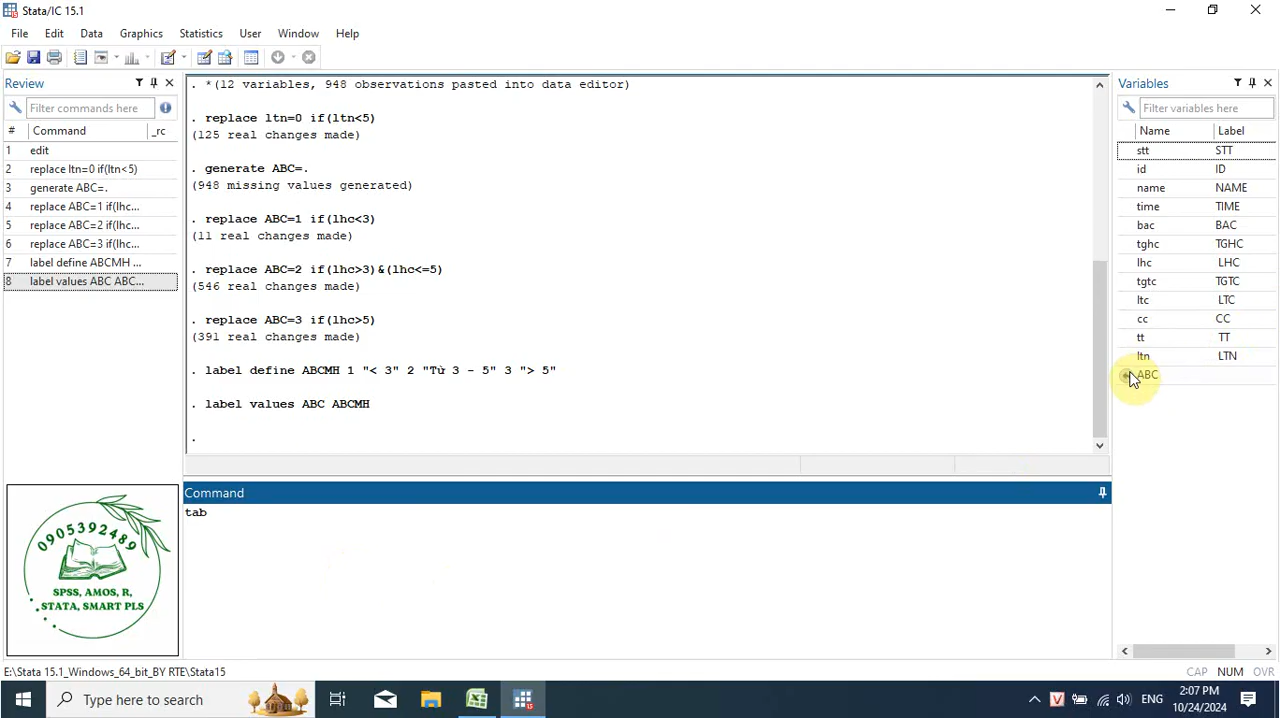 Stata/IC 15.1
File Edit Data Graphics Statistics User Window Help
Review
Filter commands here
# Command _rc
1 edit
2 replace ltn=0 if(ltn<5)
3 generate ABC=.
4 replace ABC=1 if(lhc...
5 replace ABC=2 if(lhc...
6 replace ABC=3 if(lhc...
7 label define ABCMH ...
8 label values ABC ABC...
. *(12 variables, 948 observations pasted into data editor)
. replace ltn=0 if(ltn<5)
(125 real changes made)
. generate ABC=.
(948 missing values generated)
. replace ABC=1 if(lhc<3)
(11 real changes made)
. replace ABC=2 if(lhc>3)&(lhc<=5)
(546 real changes made)
. replace ABC=3 if(lhc>5)
(391 real changes made)
. label define ABCMH 1 "< 3" 2 "Từ 3 - 5" 3 "> 5"
. label values ABC ABCMH
.
Command
tab
Variables
Filter variables here
Name Label
stt STT
id ID
name NAME
time TIME
bac BAC
tghc TGHC
lhc LHC
tgtc TGTC
ltc LTC
cc CC
tt TT
ltn LTN
ABC
0905392489
SPSS, AMOS, R,
STATA, SMART PLS
E:\Stata 15.1_Windows_64_bit_BY RTE\Stata15
CAP NUM OVR
Type here to search
ENG
2:07 PM
10/24/2024